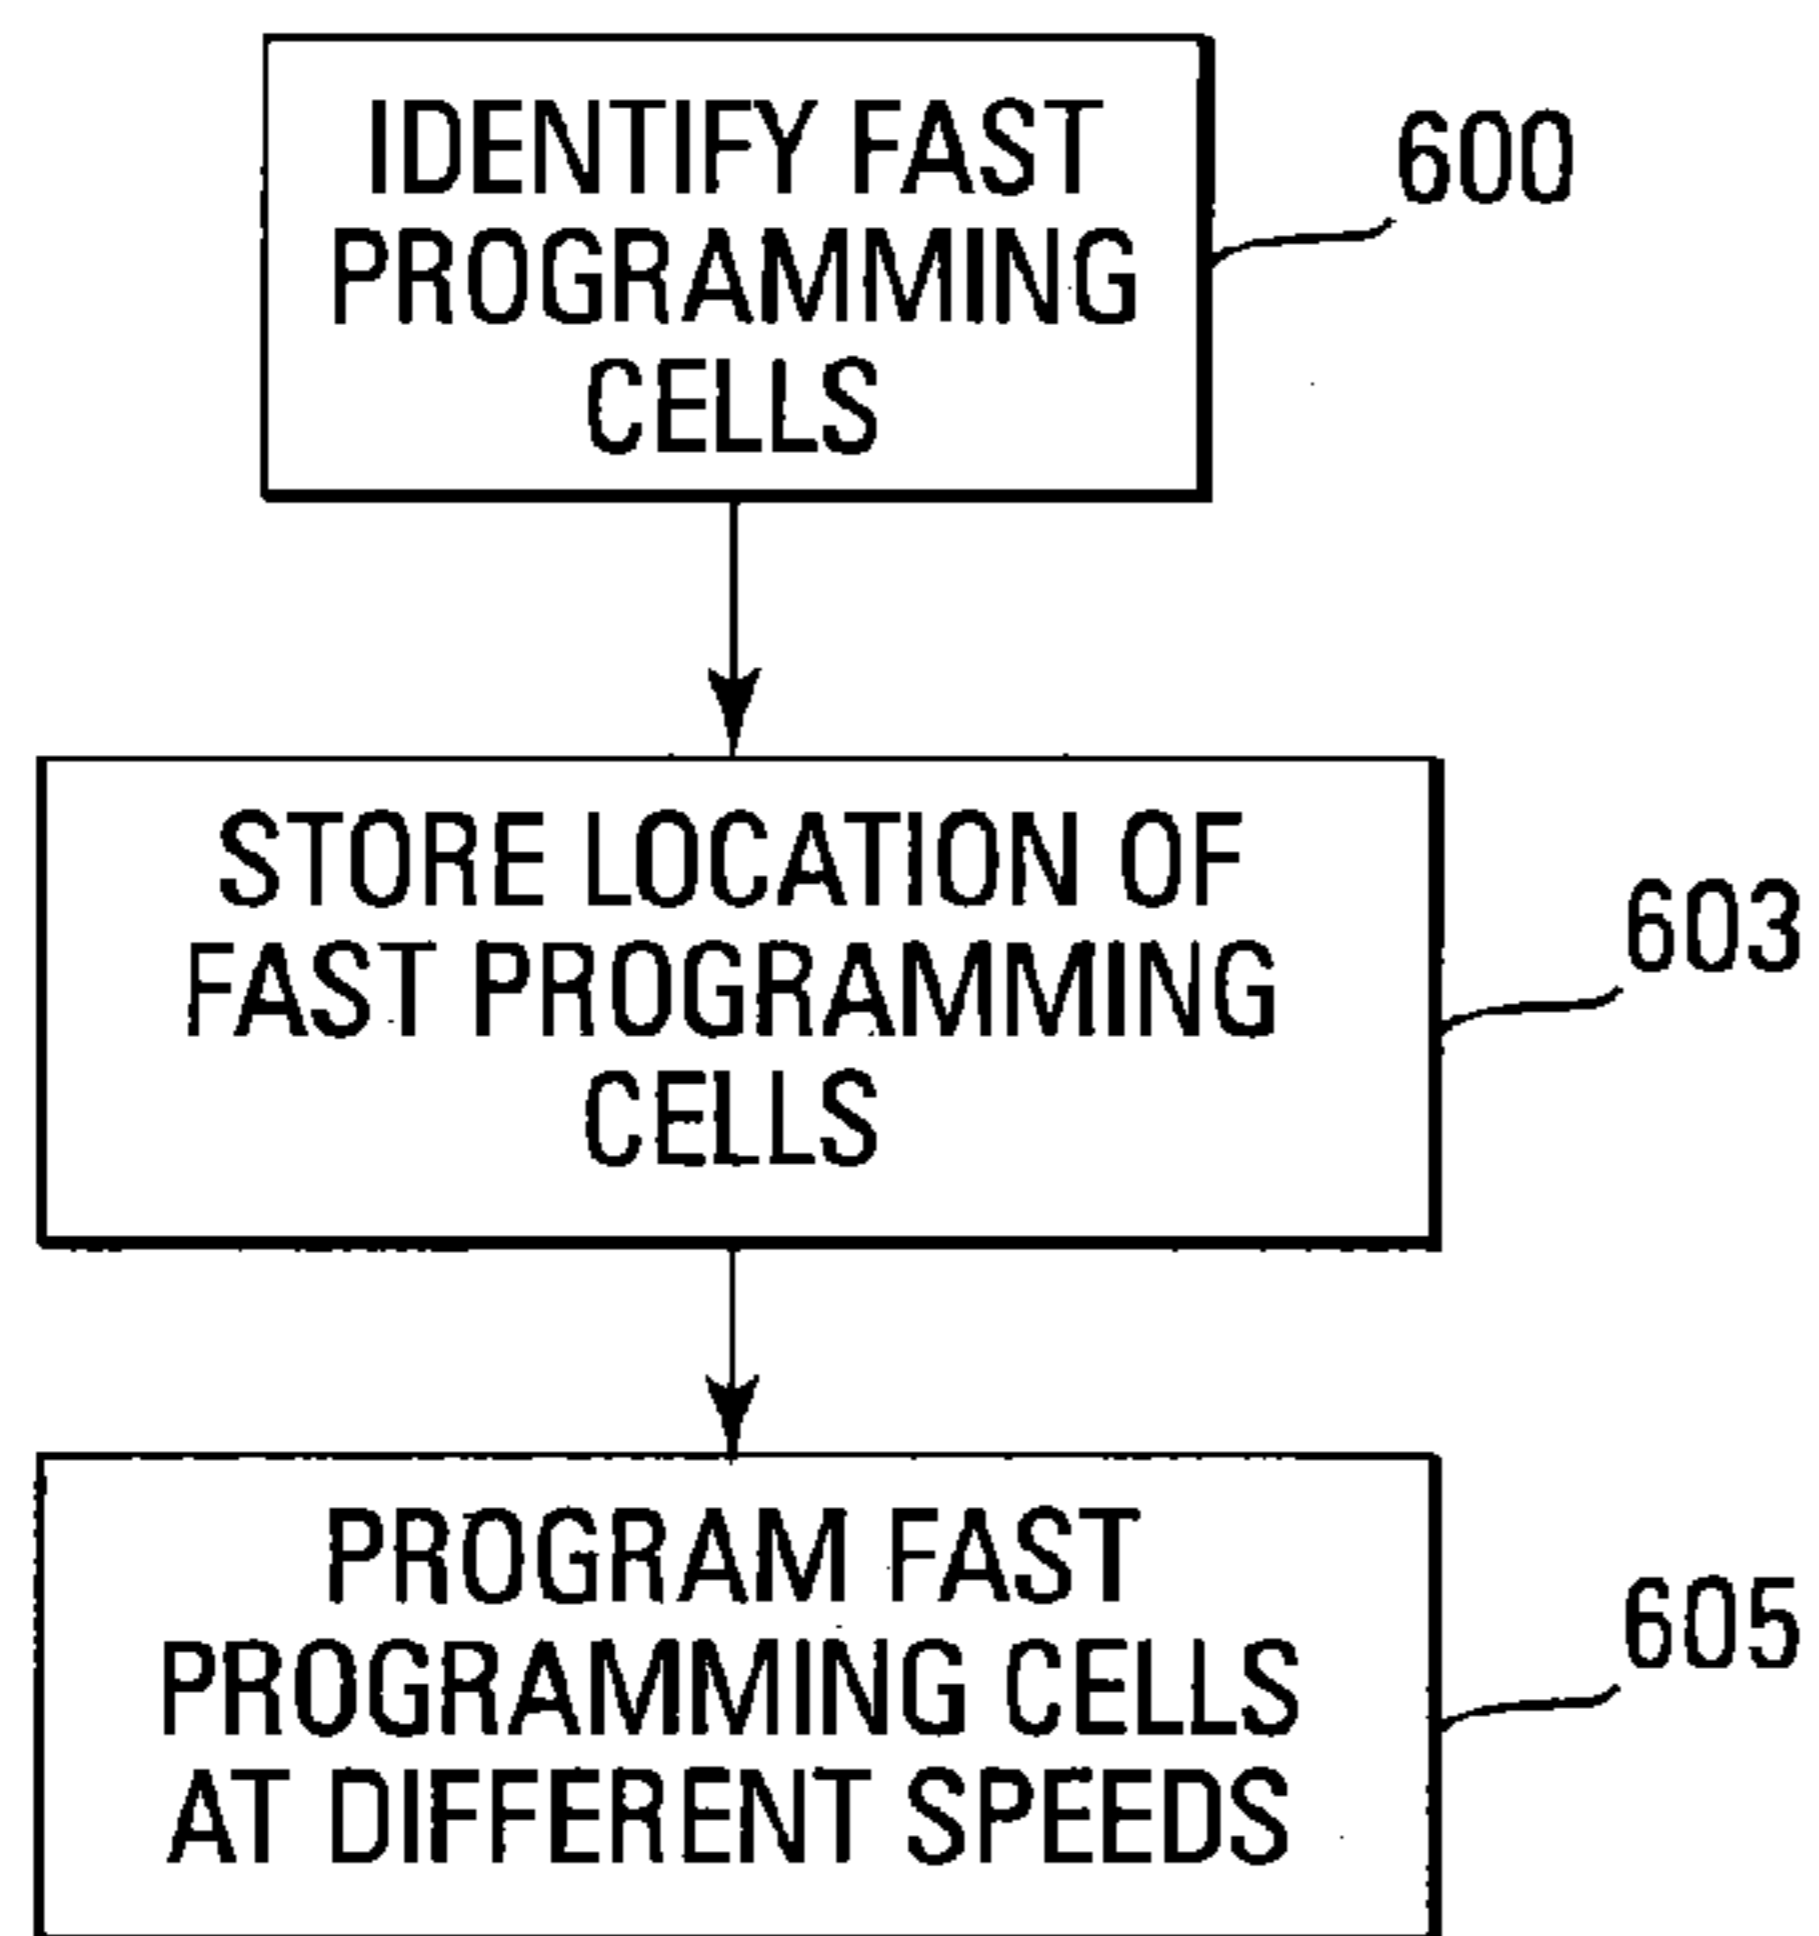 IDENTIFY FAST
PROGRAMMING
CELLS
600
STORE LOCATION OF
FAST PROGRAMMING
CELLS
603
PROGRAM FAST
PROGRAMMING CELLS
AT DIFFERENT SPEEDS
605